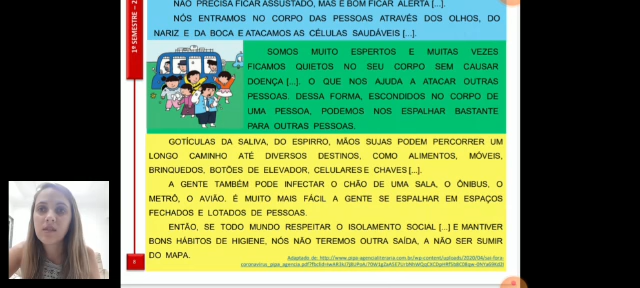 NÃO PRECISA FICAR ASSUSTADO, MAS É BOM FICAR ALERTA [...].
NÓS ENTRAMOS NO CORPO DAS PESSOAS ATRAVÉS DOS OLHOS, DO
NARIZ E DA BOCA E ATACAMOS AS CÉLULAS SAUDÁVEIS [...].
SOMOS MUITO ESPERTOS E MUITAS VEZES
FICAMOS QUIETOS NO SEU CORPO SEM CAUSAR
DOENÇA [...]. O QUE NOS AJUDA A ATACAR OUTRAS
PESSOAS. DESSA FORMA, ESCONDIDOS NO CORPO DE
UMA PESSOA, PODEMOS NOS ESPALHAR BASTANTE
PARA OUTRAS PESSOAS.
GOTÍCULAS DA SALIVA, DO ESPIRRO, MÃOS SUJAS PODEM PERCORRER UM
LONGO CAMINHO ATÉ DIVERSOS DESTINOS, COMO ALIMENTOS, MÓVEIS,
BRINQUEDOS, BOTÕES DE ELEVADOR, CELULARES E CHAVES [...].
A GENTE TAMBÉM PODE INFECTAR O CHÃO DE UMA SALA, O ÔNIBUS, O
METRÔ, O AVIÃO. É MUITO MAIS FÁCIL A GENTE SE ESPALHAR EM ESPAÇOS
FECHADOS E LOTADOS DE PESSOAS.
ENTÃO, SE TODO MUNDO RESPEITAR O ISOLAMENTO SOCIAL [...] E MANTIVER
BONS HÁBITOS DE HIGIENE, NÓS NÃO TEREMOS OUTRA SAÍDA, A NÃO SER SUMIR
DO MAPA.
1º SEMESTRE – 2
Adaptado de: